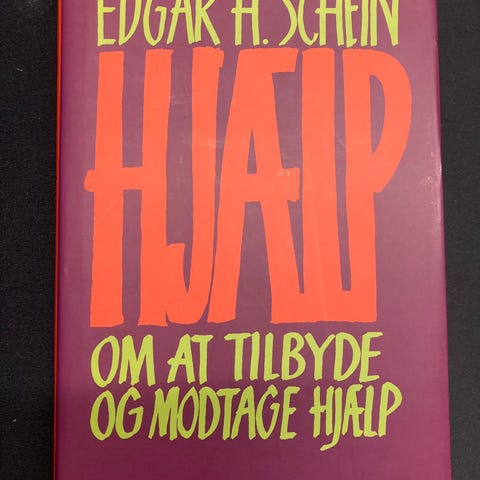 EDGAR H. SCHEIN
HJÆLP
OM AT TILBYDE
OG MODTAGE HJÆLP